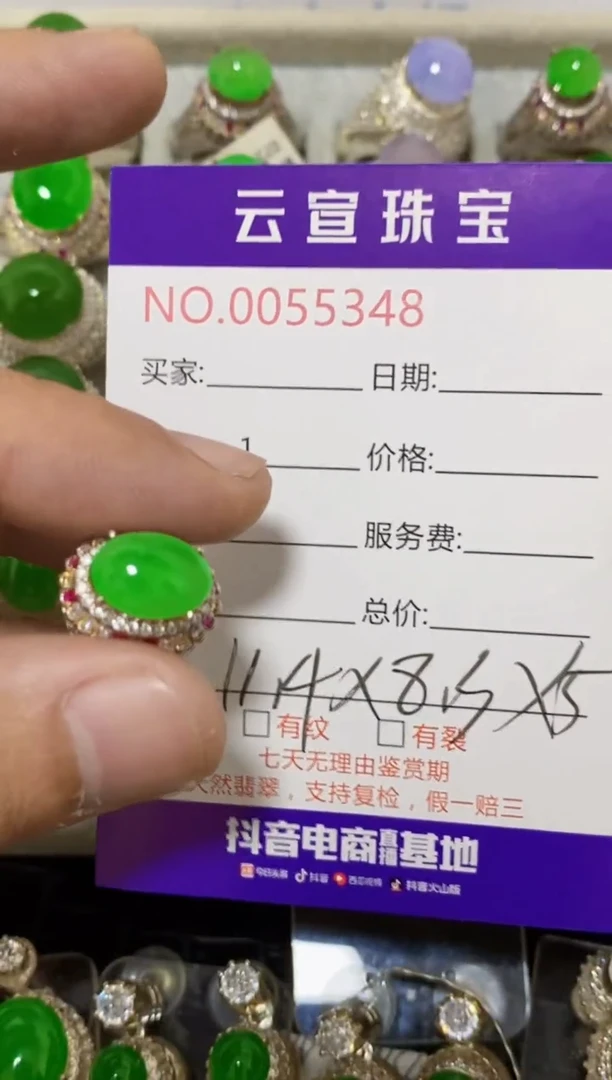 云宣珠宝
NO.0055348
买家: 日期:
1 价格:
服务费:
总价:
11.4X8.5X5
有纹 有裂
七天无理由鉴赏期
天然翡翠，支持复检，假一赔三
抖音电商直播基地
今日头条 抖音 西瓜视频 抖音火山版